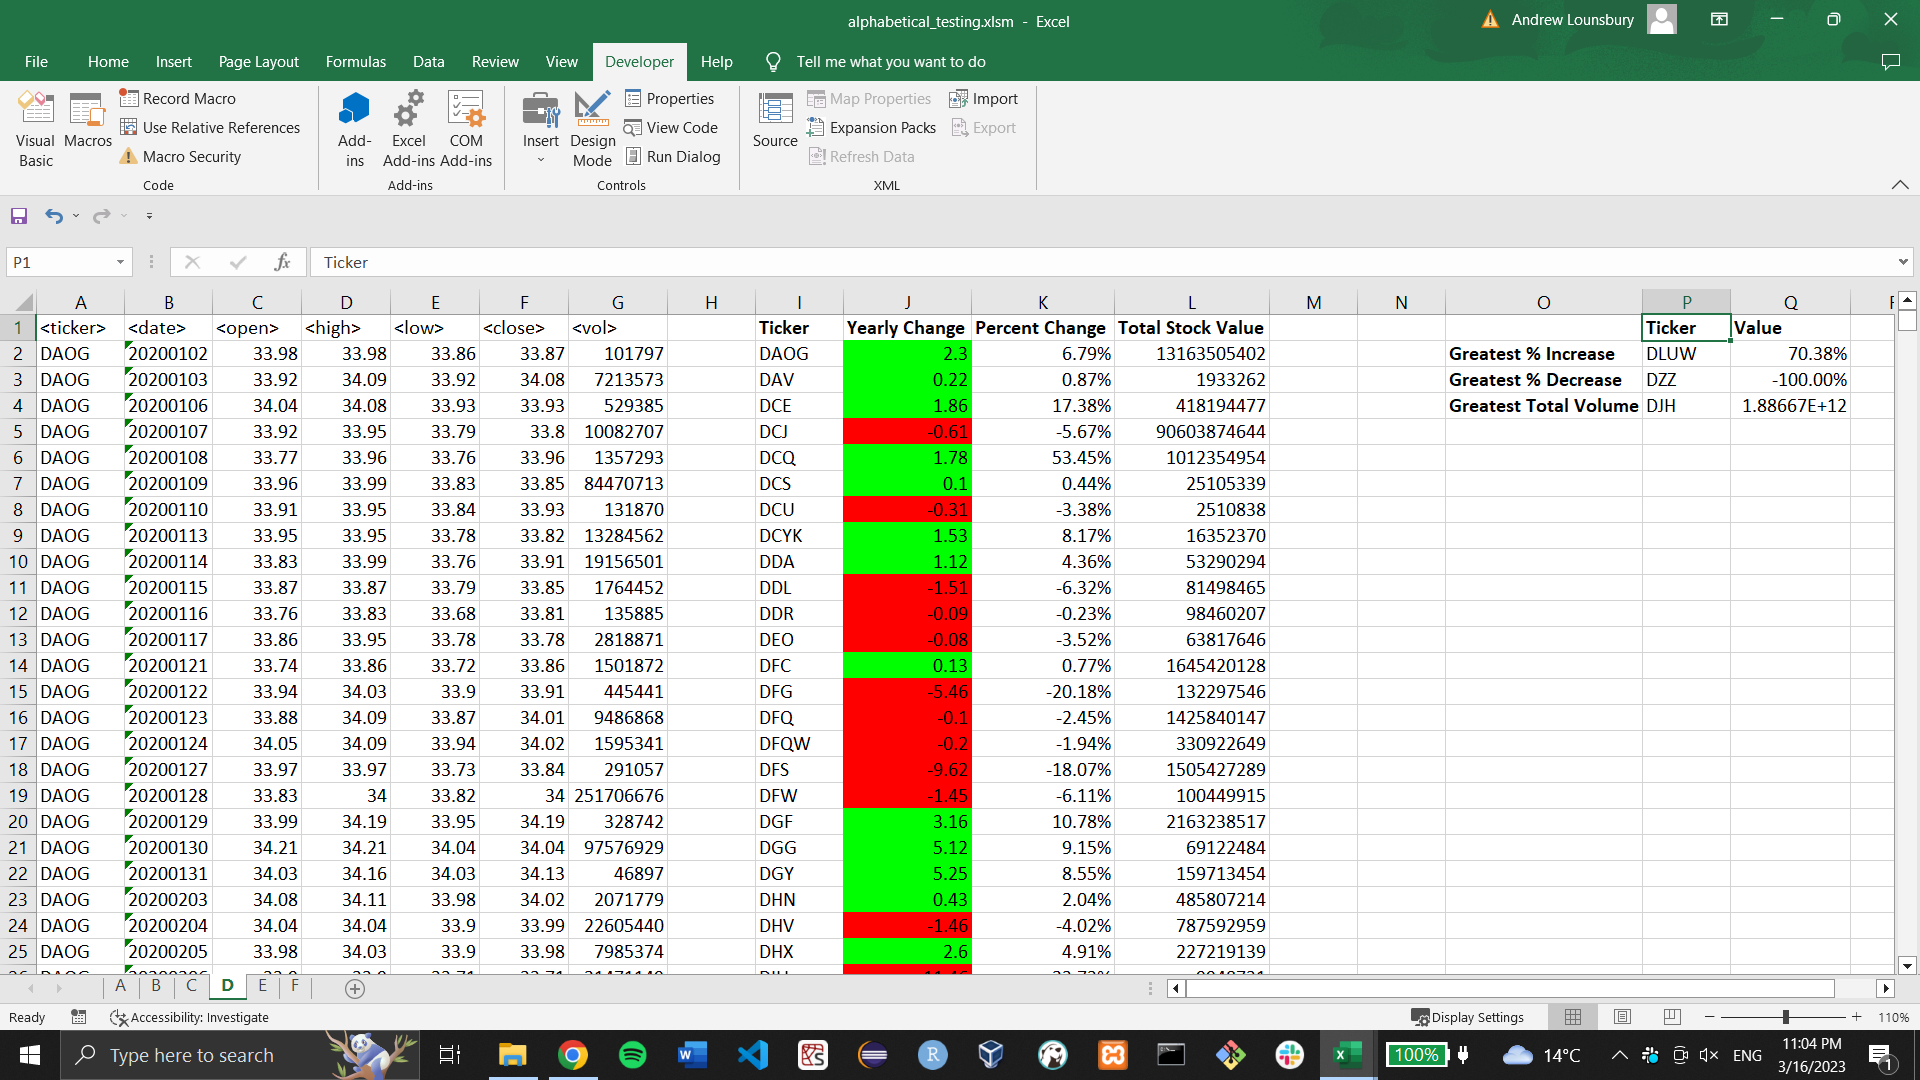 alphabetical_testing.xlsm - Excel
Andrew Lounsbury
File Home Insert Page Layout Formulas Data Review View Developer Help Tell me what you want to do
Visual Basic
Macros
Record Macro
Use Relative References
Macro Security
Code
Add-ins
Excel Add-ins
COM Add-ins
Add-ins
Insert
Design Mode
Properties
View Code
Run Dialog
Controls
Source
Map Properties
Expansion Packs
Refresh Data
Import
Export
XML
P1 fx Ticker
A B C D E F G H I J K L M N O P Q
1 <ticker> <date> <open> <high> <low> <close> <vol> Ticker Yearly Change Percent Change Total Stock Value Ticker Value
2 DAOG 20200102 33.98 33.98 33.86 33.87 101797 DAOG 2.3 6.79% 13163505402 Greatest % Increase DLUW 70.38%
3 DAOG 20200103 33.92 34.09 33.92 34.08 7213573 DAV 0.22 0.87% 1933262 Greatest % Decrease DZZ -100.00%
4 DAOG 20200106 34.04 34.08 33.93 33.93 529385 DCE 1.86 17.38% 418194477 Greatest Total Volume DJH 1.88667E+12
5 DAOG 20200107 33.92 33.95 33.79 33.8 10082707 DCJ -0.61 -5.67% 90603874644
6 DAOG 20200108 33.77 33.96 33.76 33.96 1357293 DCQ 1.78 53.45% 1012354954
7 DAOG 20200109 33.96 33.99 33.83 33.85 84470713 DCS 0.1 0.44% 25105339
8 DAOG 20200110 33.91 33.95 33.84 33.93 131870 DCU -0.31 -3.38% 2510838
9 DAOG 20200113 33.95 33.95 33.78 33.82 13284562 DCYK 1.53 8.17% 16352370
10 DAOG 20200114 33.83 33.99 33.76 33.91 19156501 DDA 1.12 4.36% 53290294
11 DAOG 20200115 33.87 33.87 33.79 33.85 1764452 DDL -1.51 -6.32% 81498465
12 DAOG 20200116 33.76 33.83 33.68 33.81 135885 DDR -0.09 -0.23% 98460207
13 DAOG 20200117 33.86 33.95 33.78 33.78 2818871 DEO -0.08 -3.52% 63817646
14 DAOG 20200121 33.74 33.86 33.72 33.86 1501872 DFC 0.13 0.77% 1645420128
15 DAOG 20200122 33.94 34.03 33.9 33.91 445441 DFG -5.46 -20.18% 132297546
16 DAOG 20200123 33.88 34.09 33.87 34.01 9486868 DFQ -0.1 -2.45% 1425840147
17 DAOG 20200124 34.05 34.09 33.94 34.02 1595341 DFQW -0.2 -1.94% 330922649
18 DAOG 20200127 33.97 33.97 33.73 33.84 291057 DFS -9.62 -18.07% 1505427289
19 DAOG 20200128 33.83 34 33.82 34 251706676 DFW -1.45 -6.11% 100449915
20 DAOG 20200129 33.99 34.19 33.95 34.19 328742 DGF 3.16 10.78% 2163238517
21 DAOG 20200130 34.21 34.21 34.04 34.04 97576929 DGG 5.12 9.15% 69122484
22 DAOG 20200131 34.03 34.16 34.03 34.13 46897 DGY 5.25 8.55% 159713454
23 DAOG 20200203 34.08 34.11 33.98 34.02 2071779 DHN 0.43 2.04% 485807214
24 DAOG 20200204 34.04 34.04 33.9 33.99 22605440 DHV -1.46 -4.02% 787592959
25 DAOG 20200205 33.98 34.03 33.9 33.98 7985374 DHX 2.6 4.91% 227219139
A B C D E F
Ready Accessibility: Investigate Display Settings 110%
Type here to search
100% 14°C ENG 11:04 PM
3/16/2023 1